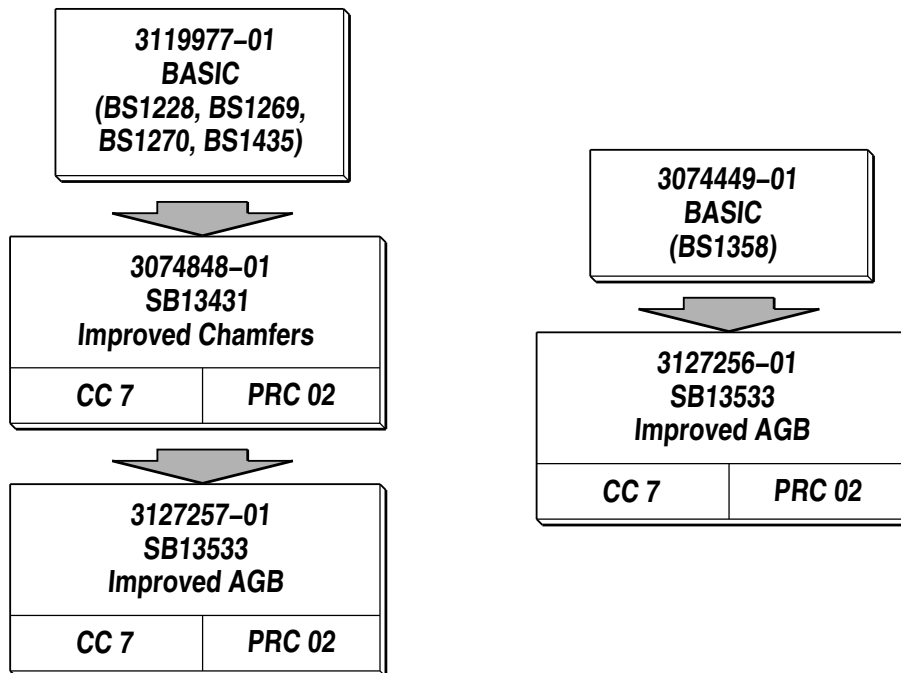 3119977–01
BASIC
(BS1228, BS1269,
BS1270, BS1435)
3074848–01
SB13431
Improved Chamfers
CC 7
PRC 02
3127257–01
SB13533
Improved AGB
CC 7
PRC 02
3074449–01
BASIC
(BS1358)
3127256–01
SB13533
Improved AGB
CC 7
PRC 02